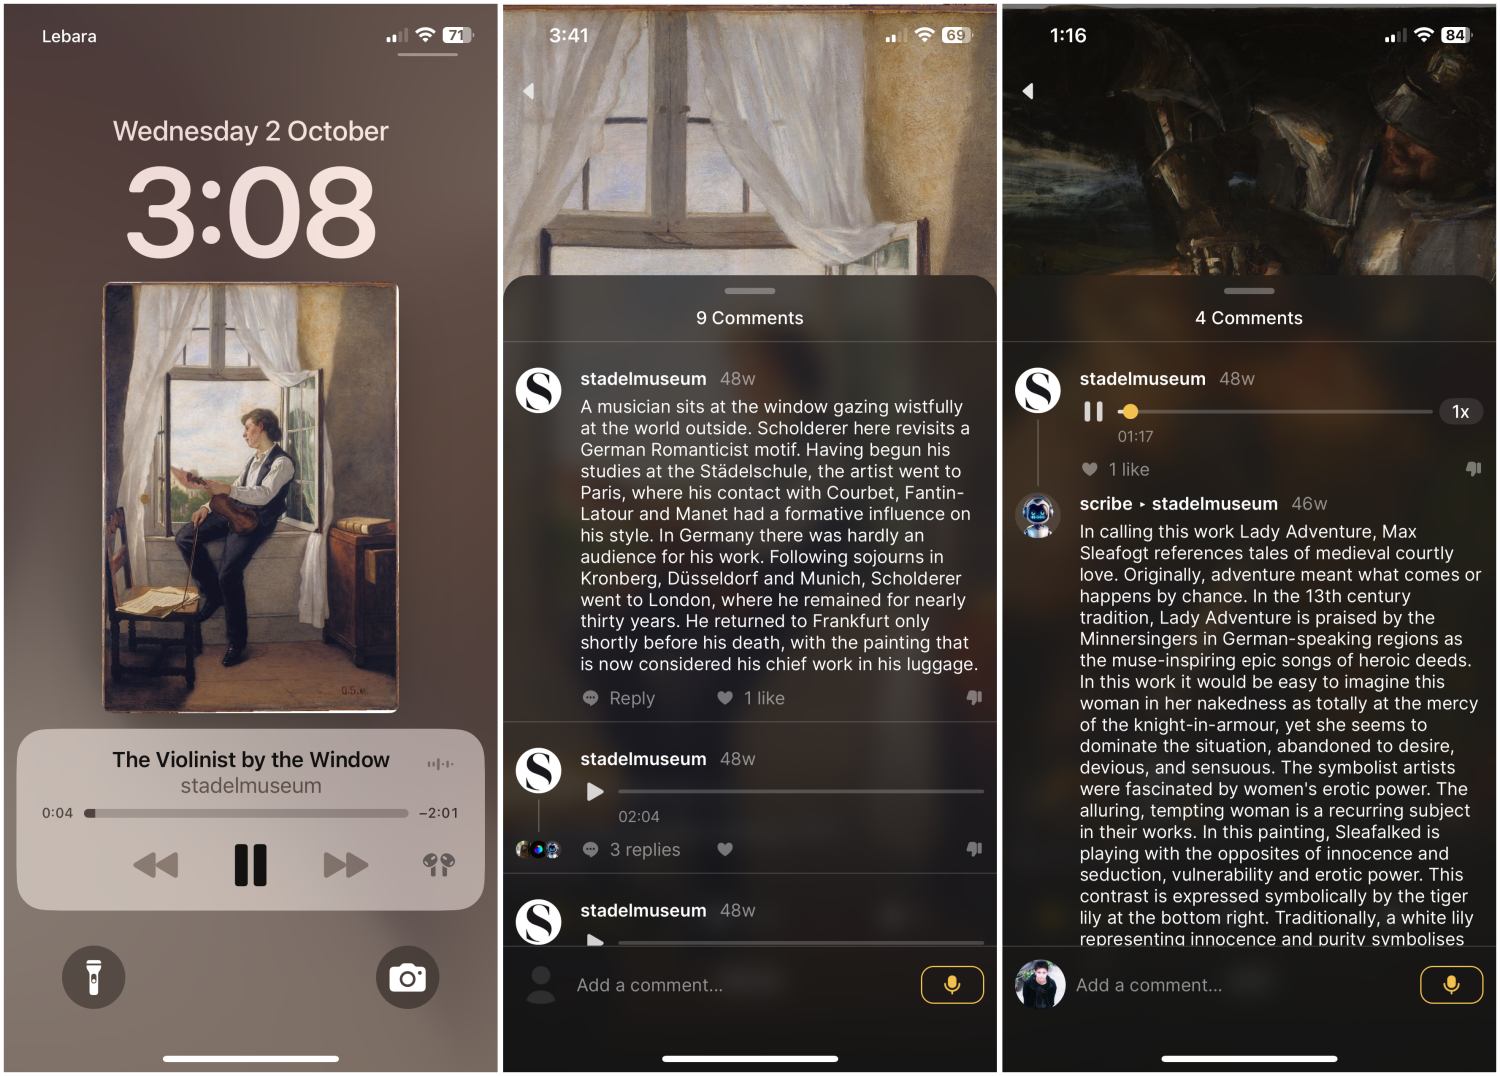 Lebara
71
Wednesday 2 October
3:08
The Violinist by the Window
stadelmuseum
0:04
−2:01
3:41
69
9 Comments
S
stadelmuseum 48w
A musician sits at the window gazing wistfully
at the world outside. Scholderer here revisits a
German Romanticist motif. Having begun his
studies at the Städelschule, the artist went to
Paris, where his contact with Courbet, Fantin-
Latour and Manet had a formative influence on
his style. In Germany there was hardly an
audience for his work. Following sojourns in
Kronberg, Düsseldorf and Munich, Scholderer
went to London, where he remained for nearly
thirty years. He returned to Frankfurt only
shortly before his death, with the painting that
is now considered his chief work in his luggage.
Reply 1 like
S
stadelmuseum 48w
02:04
3 replies
S
stadelmuseum 48w
Add a comment...
1:16
84
4 Comments
S
stadelmuseum 48w
1x
01:17
1 like
scribe ‣ stadelmuseum 46w
In calling this work Lady Adventure, Max
Sleafogt references tales of medieval courtly
love. Originally, adventure meant what comes or
happens by chance. In the 13th century
tradition, Lady Adventure is praised by the
Minnersingers in German-speaking regions as
the muse-inspiring epic songs of heroic deeds.
In this work it would be easy to imagine this
woman in her nakedness as totally at the mercy
of the knight-in-armour, yet she seems to
dominate the situation, abandoned to desire,
devious, and sensuous. The symbolist artists
were fascinated by women's erotic power. The
alluring, tempting woman is a recurring subject
in their works. In this painting, Sleafalked is
playing with the opposites of innocence and
seduction, vulnerability and erotic power. This
contrast is expressed symbolically by the tiger
lily at the bottom right. Traditionally, a white lily
representing innocence and purity symbolises
Add a comment...